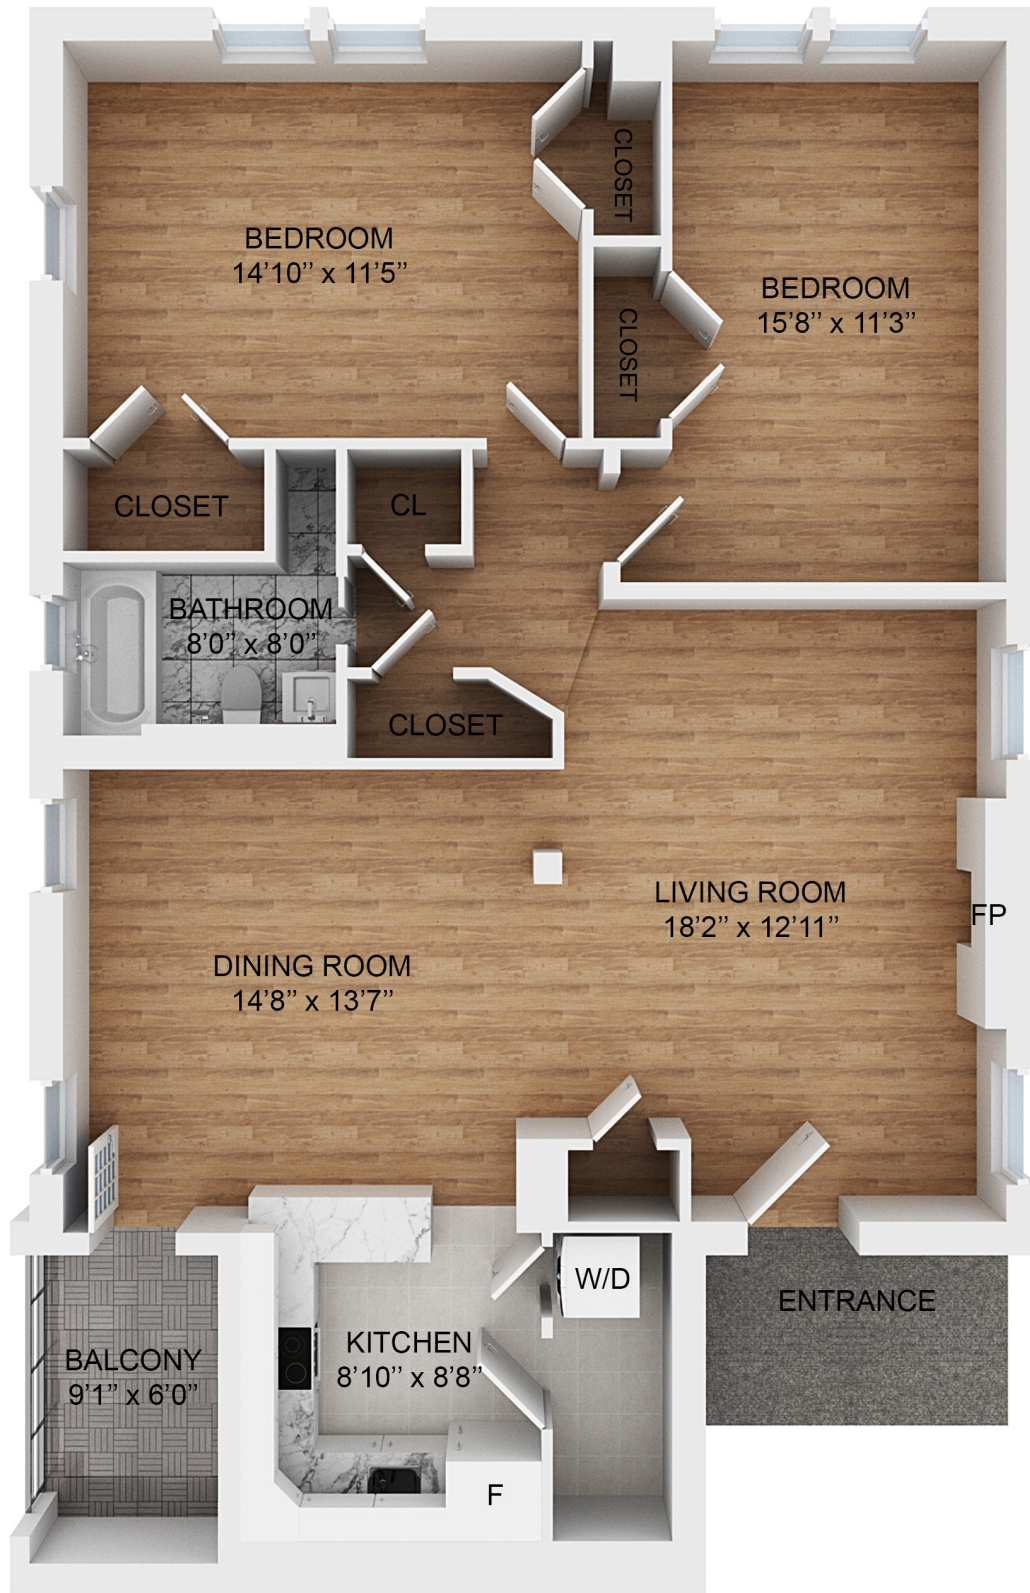 CLOSET
BEDROOM
14'10'' x 11'5''
BEDROOM
15'8'' x 11'3''
CLOSET
CLOSET
CL
BATHROOM
8'0'' x 8'0''
CLOSET
LIVING ROOM
18'2'' x 12'11''
FP
DINING ROOM
14'8'' x 13'7''
W/D
ENTRANCE
KITCHEN
8'10'' x 8'8''
BALCONY
9'1'' x 6'0''
F